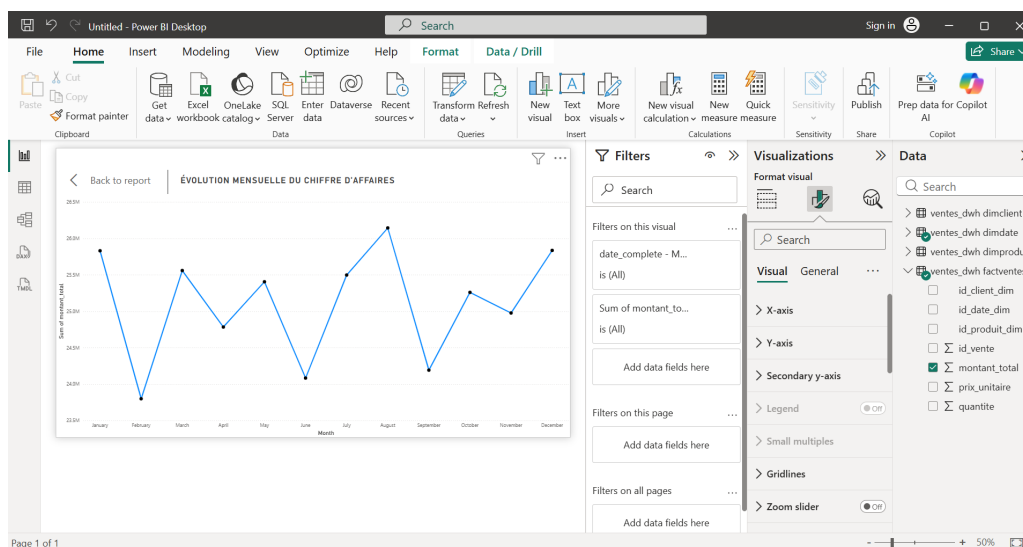 Untitled - Power BI Desktop
Search
Sign in
File Home Insert Modeling View Optimize Help Format Data / Drill
Share
Paste
Cut
Copy
Format painter
Clipboard
Get data
Excel workbook
OneLake catalog
SQL Server
Enter data
Dataverse
Recent sources
Data
Transform data
Refresh
Queries
New visual
Text box
More visuals
Insert
New visual calculation
New measure
Quick measure
Calculations
Sensitivity
Sensitivity
Publish
Share
Prep data for AI
Copilot
Copilot
DAX
TMDL
Back to report
ÉVOLUTION MENSUELLE DU CHIFFRE D'AFFAIRES
26.5M
26.0M
25.5M
25.0M
24.5M
24.0M
23.5M
Sum of montant_total
January February March April May June July August September October November December
Month
Filters
Search
Filters on this visual
date_complete - M...
is (All)
Sum of montant_to...
is (All)
Add data fields here
Filters on this page
Add data fields here
Filters on all pages
Add data fields here
Visualizations
Format visual
Search
Visual General
X-axis
Y-axis
Secondary y-axis
Legend Off
Small multiples
Gridlines
Zoom slider Off
Data
Search
ventes_dwh dimclient
ventes_dwh dimdate
ventes_dwh dimprodu
ventes_dwh factventes
id_client_dim
id_date_dim
id_produit_dim
id_vente
montant_total
prix_unitaire
quantite
Page 1 of 1
50%